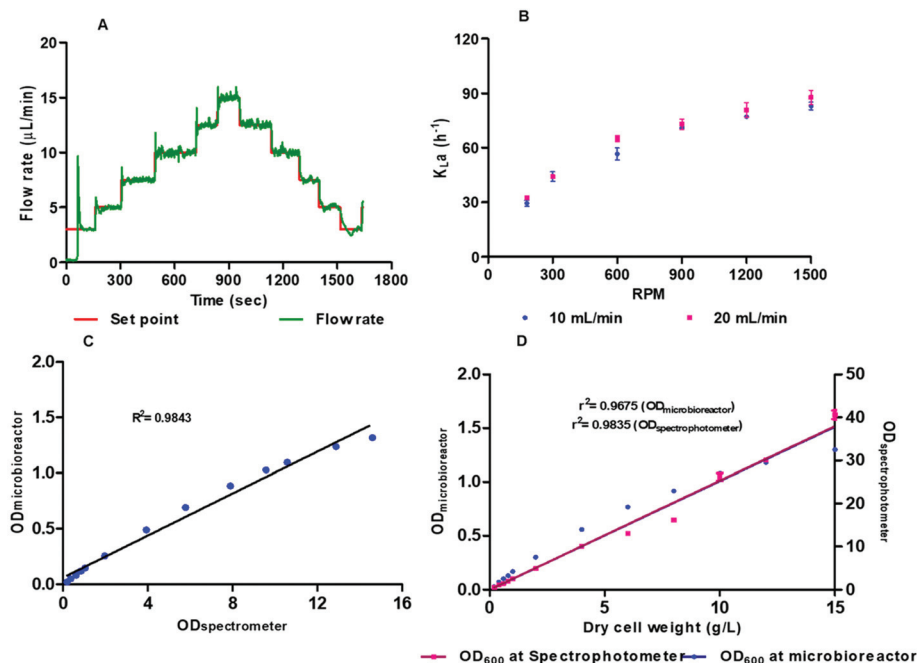 A
20
15
10
5
0
Flow rate (µL/min)
0 300 600 900 1200 1500 1800
Time (sec)
Set point Flow rate
B
120
90
60
30
0
KLa (h-1)
0 300 600 900 1200 1500
RPM
10 mL/min 20 mL/min
C
2.0
1.5
1.0
0.5
0.0
ODmicrobioreactor
R2= 0.9843
0 4 8 12 16
ODspectrometer
D
2.0
1.5
1.0
0.5
0.0
ODmicrobioreactor
r2= 0.9675 (ODmicrobioreactor)
r2= 0.9835 (ODspectrophotometer)
50
40
30
20
10
0
ODspectrophotometer
0 5 10 15
Dry cell weight (g/L)
OD600 at Spectrophotometer OD600 at microbioreactor